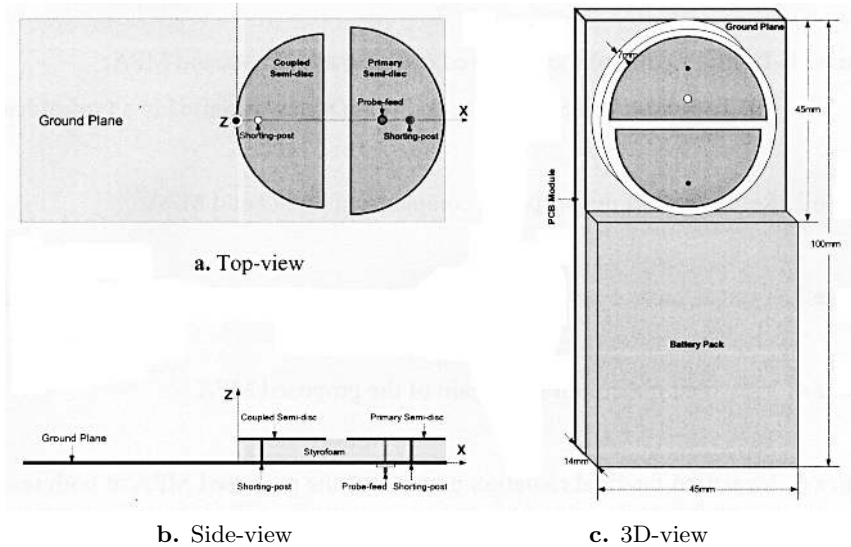 Coupled
Semi-disc
Primary
Semi-disc
Probe-feed
Ground Plane
Z
X
Shorting-post
Shorting-post
a. Top-view
Z
Coupled Semi-disc
Primary Semi-disc
Ground Plane
X
Styrofoam
Shorting-post
Probe-feed
Shorting-post
b. Side-view
Ground Plane
7mm
45mm
PCB Module
100mm
Battery Pack
14mm
45mm
c. 3D-view